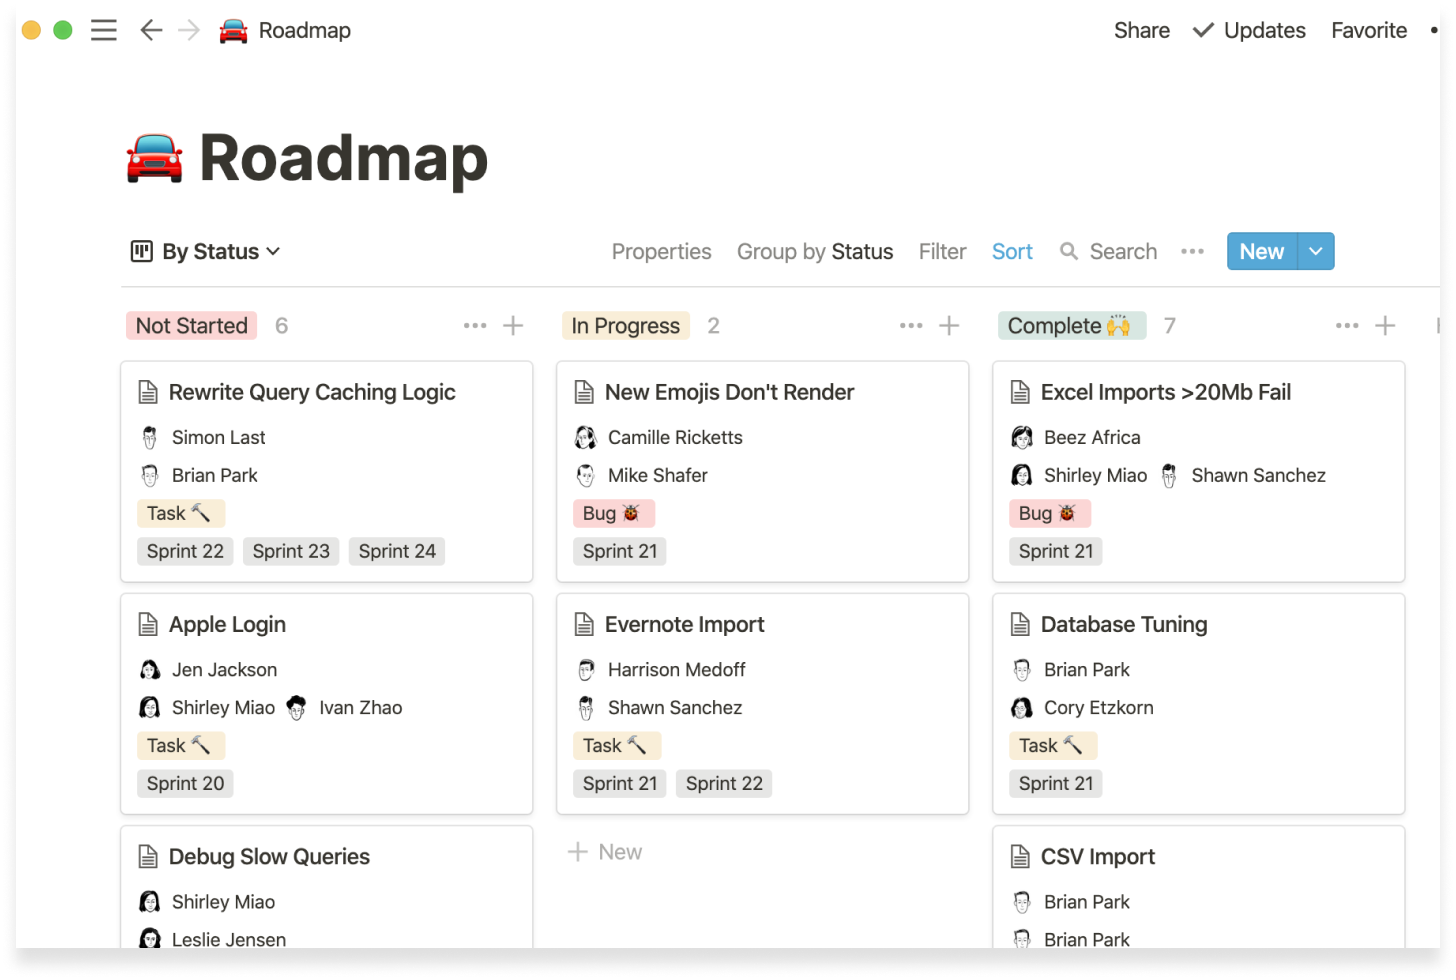 Roadmap
Share Updates Favorite
Roadmap
By Status
Properties Group by Status Filter Sort Search New
Not Started 6
Rewrite Query Caching Logic
Simon Last
Brian Park
Task
Sprint 22 Sprint 23 Sprint 24
Apple Login
Jen Jackson
Shirley Miao Ivan Zhao
Task
Sprint 20
Debug Slow Queries
Shirley Miao
Leslie Jensen
In Progress 2
New Emojis Don't Render
Camille Ricketts
Mike Shafer
Bug
Sprint 21
Evernote Import
Harrison Medoff
Shawn Sanchez
Task
Sprint 21 Sprint 22
New
Complete 7
Excel Imports >20Mb Fail
Beez Africa
Shirley Miao Shawn Sanchez
Bug
Sprint 21
Database Tuning
Brian Park
Cory Etzkorn
Task
Sprint 21
CSV Import
Brian Park
Brian Park